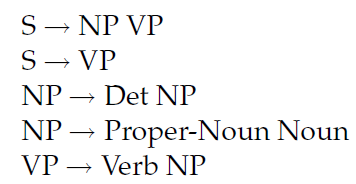 S → NP VP
S → VP
NP → Det NP
NP → Proper-Noun Noun
VP → Verb NP